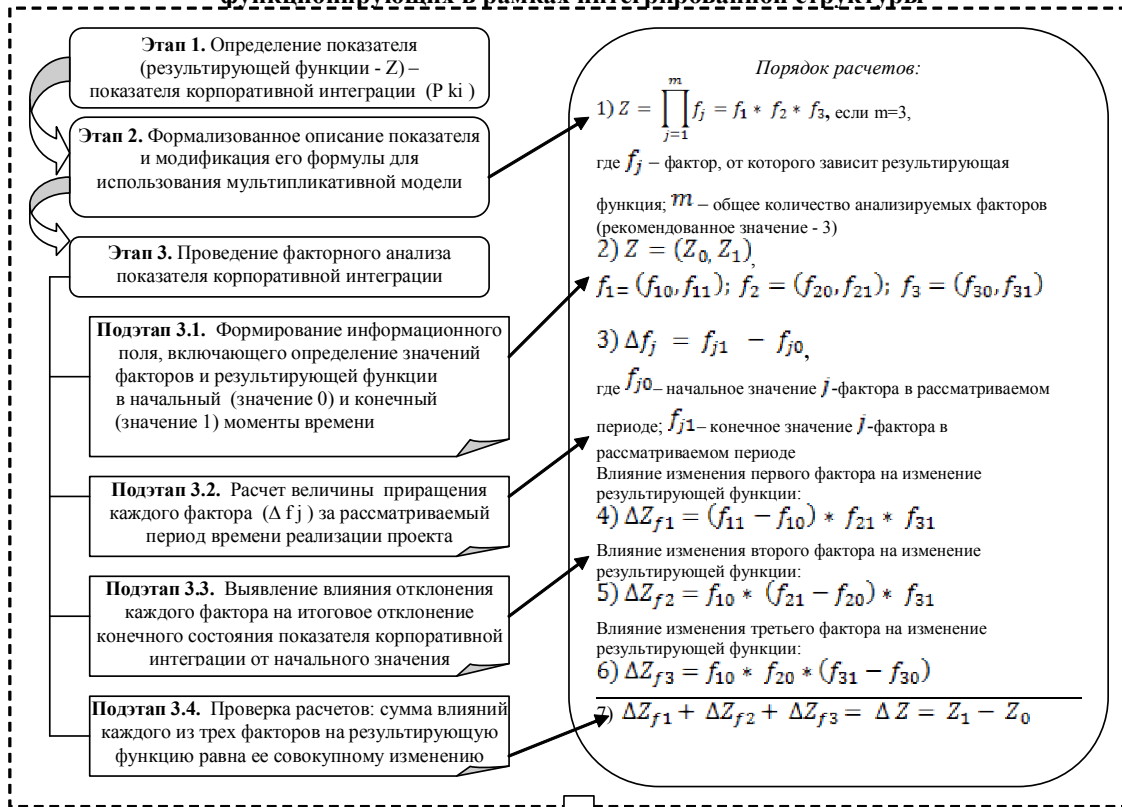 функционирующих в рамках интегрированной структуры
Этап 1. Определение показателя
(результирующей функции - Z) –
показателя корпоративной интеграции (P ki )
Этап 2. Формализованное описание показателя
и модификация его формулы для
использования мультипликативной модели
Этап 3. Проведение факторного анализа
показателя корпоративной интеграции
Подэтап 3.1. Формирование информационного
поля, включающего определение значений
факторов и результирующей функции
в начальный (значение 0) и конечный
(значение 1) моменты времени
Подэтап 3.2. Расчет величины приращения
каждого фактора (Δ f j ) за рассматриваемый
период времени реализации проекта
Подэтап 3.3. Выявление влияния отклонения
каждого фактора на итоговое отклонение
конечного состояния показателя корпоративной
интеграции от начального значения
Подэтап 3.4. Проверка расчетов: сумма влияний
каждого из трех факторов на результирующую
функцию равна ее совокупному изменению
Порядок расчетов:
1) Z = ∏_{j=1}^{m} f_j = f_1 * f_2 * f_3, если m=3,
где f_j – фактор, от которого зависит результирующая
функция; m – общее количество анализируемых факторов
(рекомендованное значение - 3)
2) Z = (Z_0, Z_1),
f_1= (f_10, f_11); f_2 = (f_20, f_21); f_3 = (f_30, f_31)
3) Δf_j = f_j1 − f_j0,
где f_j0 – начальное значение j-фактора в рассматриваемом
периоде; f_j1 – конечное значение j-фактора в
рассматриваемом периоде
Влияние изменения первого фактора на изменение
результирующей функции:
4) ΔZ_f1 = (f_11 − f_10) * f_21 * f_31
Влияние изменения второго фактора на изменение
результирующей функции:
5) ΔZ_f2 = f_10 * (f_21 − f_20) * f_31
Влияние изменения третьего фактора на изменение
результирующей функции:
6) ΔZ_f3 = f_10 * f_20 * (f_31 − f_30)
7) ΔZ_f1 + ΔZ_f2 + ΔZ_f3 = ΔZ = Z_1 − Z_0